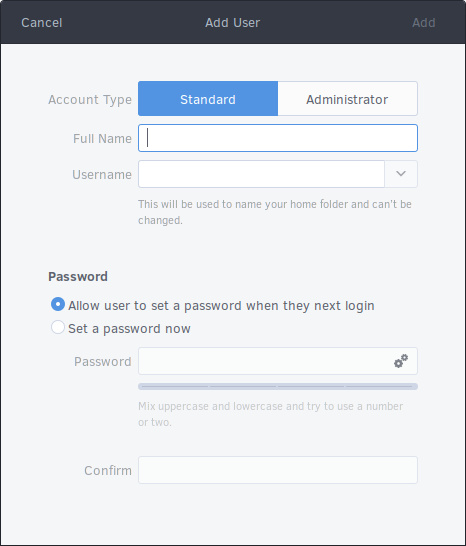 Cancel Add User Add
Account Type Standard Administrator
Full Name
Username
This will be used to name your home folder and can't be
changed.
Password
Allow user to set a password when they next login
Set a password now
Password
Mix uppercase and lowercase and try to use a number
or two.
Confirm